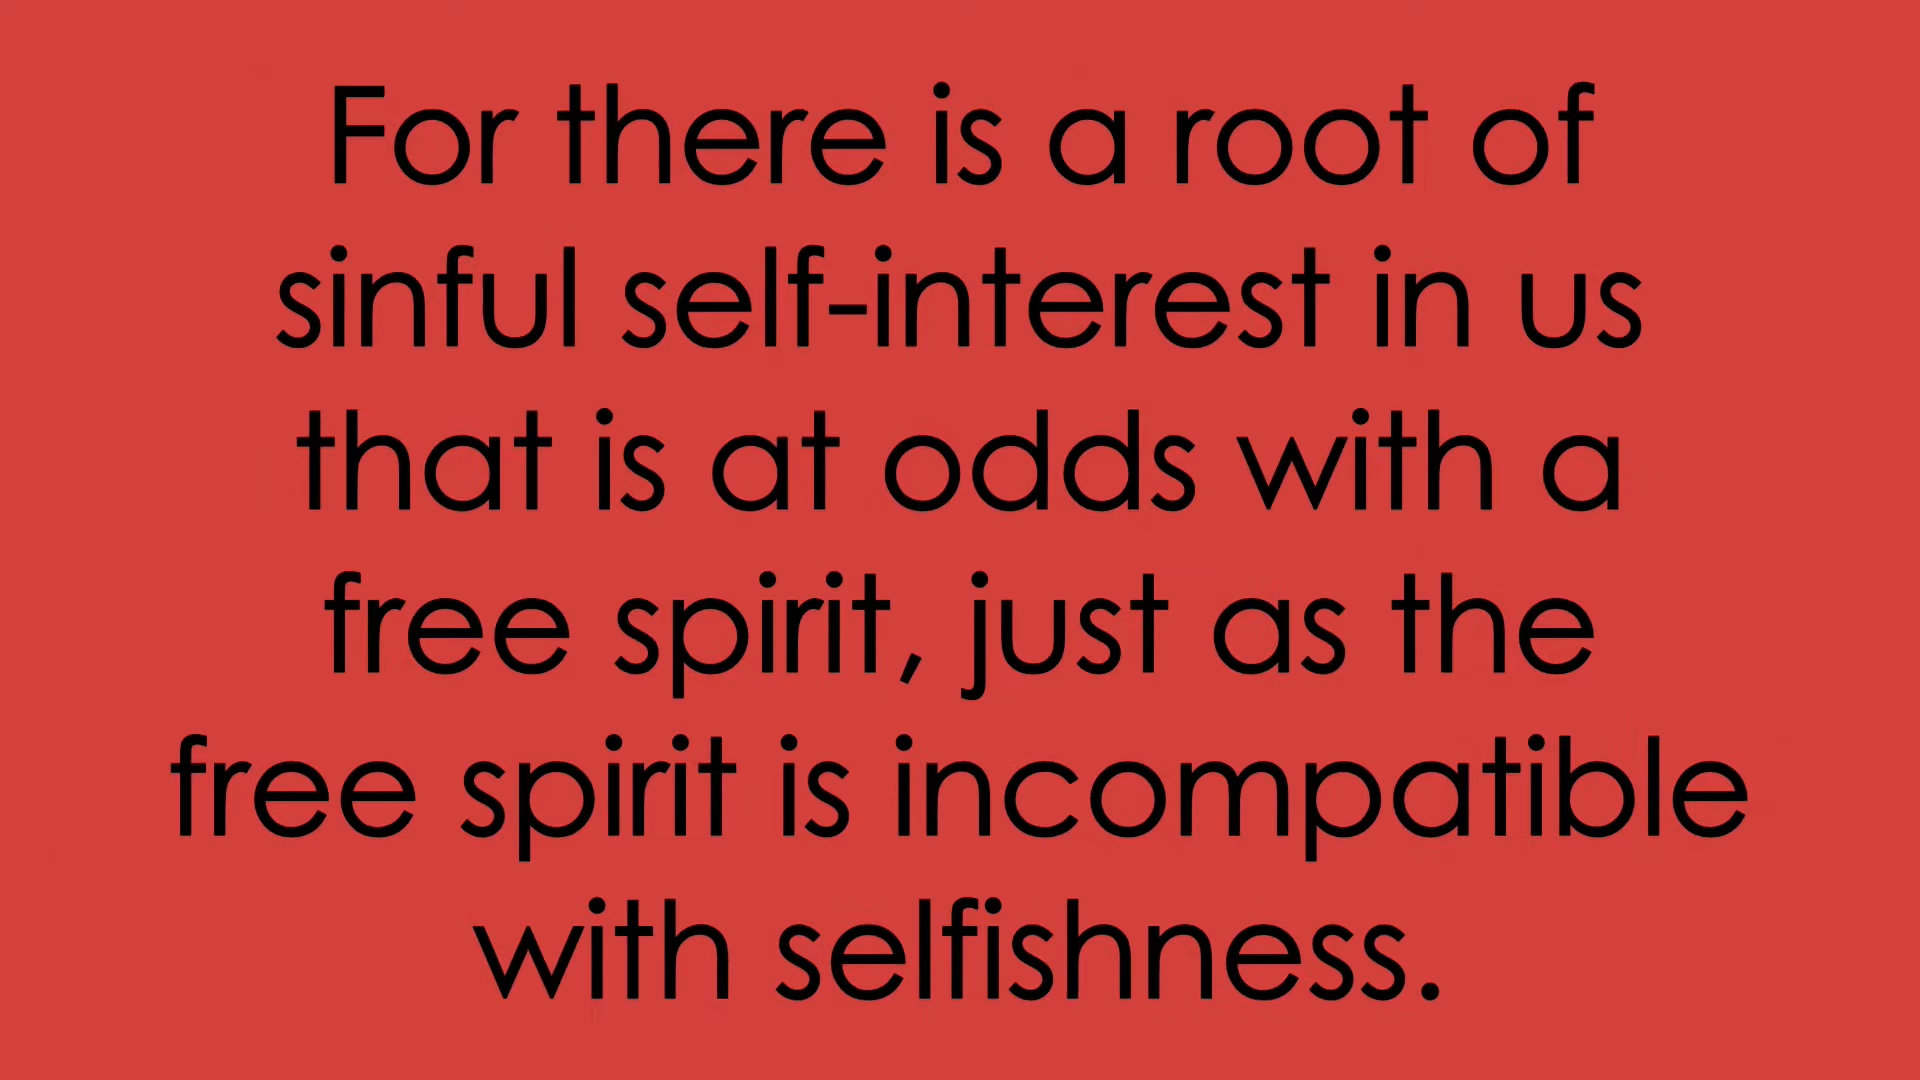 For there is a root of
sinful self-interest in us
that is at odds with a
free spirit, just as the
free spirit is incompatible
with selfishness.